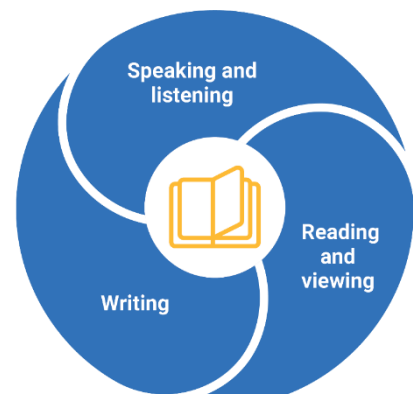 Speaking and
listening
Reading
and
viewing
Writing